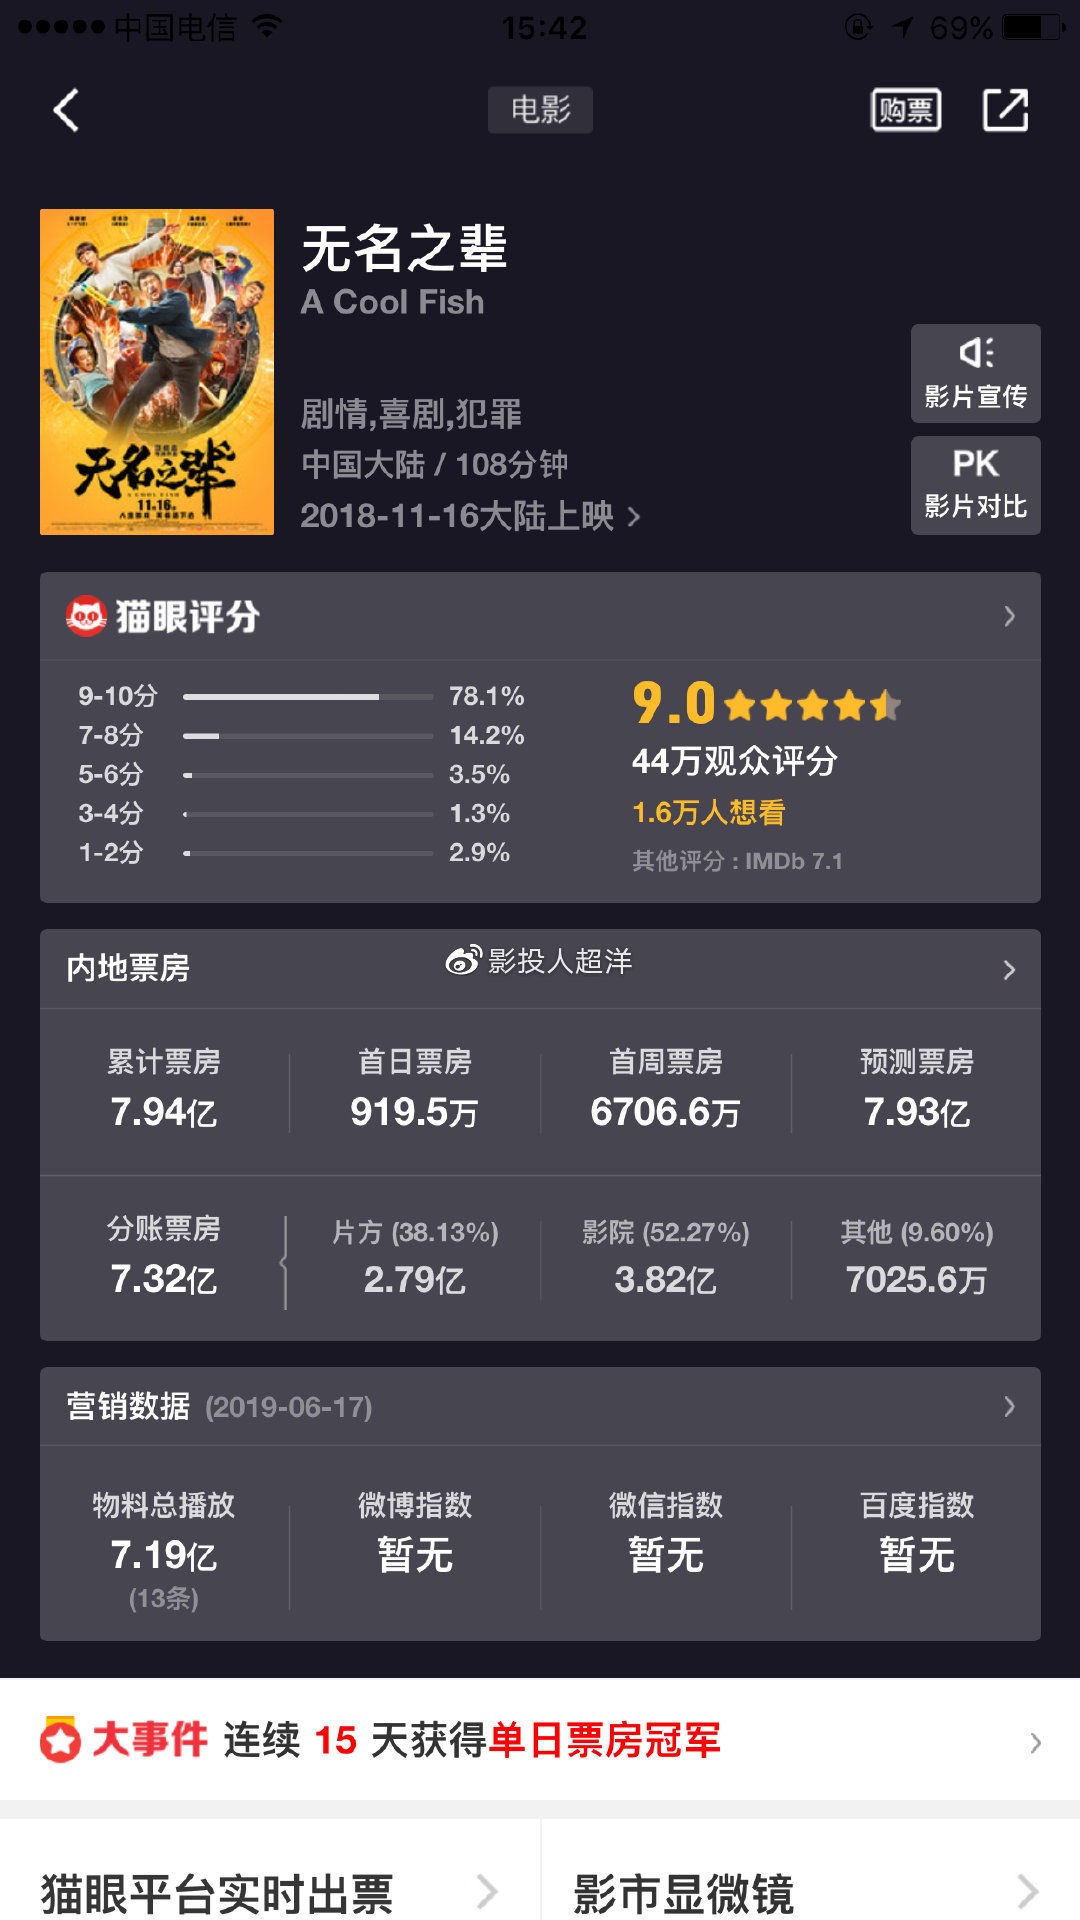 中国电信 15:42 69%
电影 购票
无名之辈
A Cool Fish
剧情,喜剧,犯罪
中国大陆 / 108分钟
2018-11-16大陆上映
影片宣传
PK
影片对比
无名之辈
A COOL FISH
11.16
猫眼评分
9-10分 78.1%
7-8分 14.2%
5-6分 3.5%
3-4分 1.3%
1-2分 2.9%
9.0
44万观众评分
1.6万人想看
其他评分 : IMDb 7.1
内地票房
影投人超洋
累计票房 首日票房 首周票房 预测票房
7.94亿 919.5万 6706.6万 7.93亿
分账票房 片方 (38.13%) 影院 (52.27%) 其他 (9.60%)
7.32亿 2.79亿 3.82亿 7025.6万
营销数据 (2019-06-17)
物料总播放 微博指数 微信指数 百度指数
7.19亿 暂无 暂无 暂无
(13条)
大事件 连续 15 天获得单日票房冠军
猫眼平台实时出票 影市显微镜